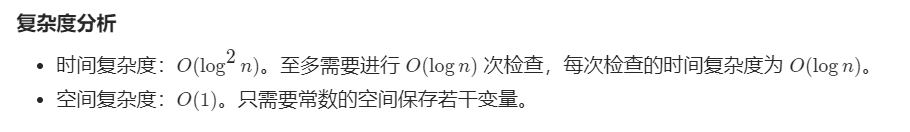 复杂度分析
• 时间复杂度：O(log² n)。至多需要进行 O(log n) 次检查，每次检查的时间复杂度为 O(log n)。
• 空间复杂度：O(1)。只需要常数的空间保存若干变量。